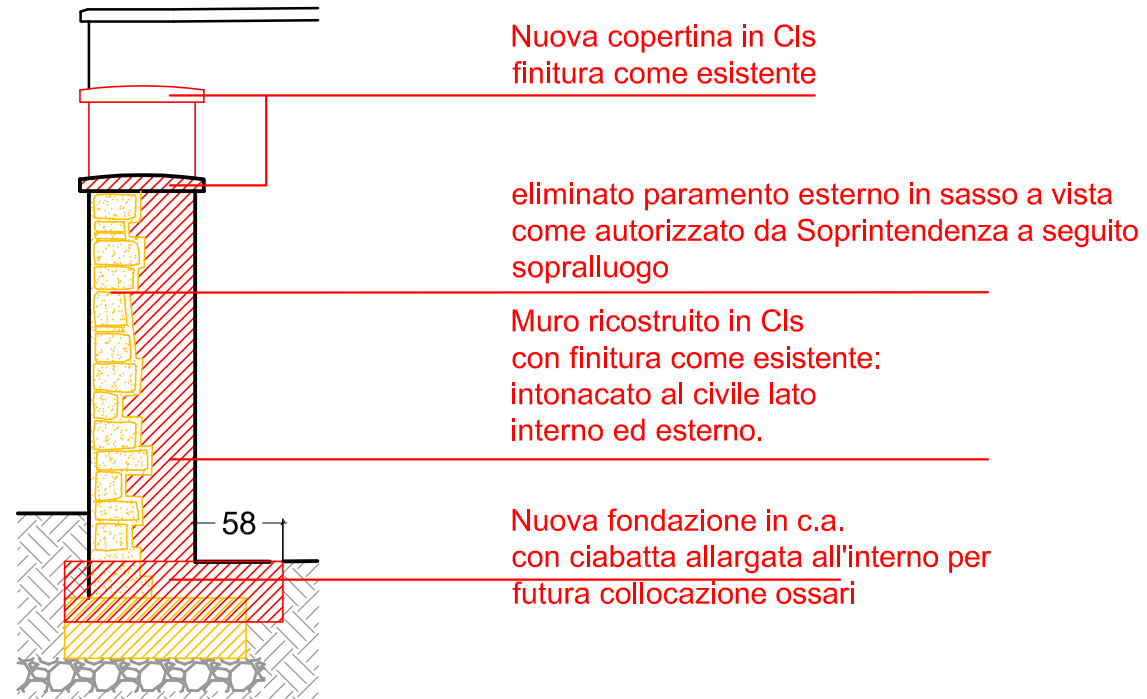 Nuova copertina in Cls
finitura come esistente
eliminato paramento esterno in sasso a vista
come autorizzato da Soprintendenza a seguito
sopralluogo
Muro ricostruito in Cls
con finitura come esistente:
intonacato al civile lato
interno ed esterno.
58
Nuova fondazione in c.a.
con ciabatta allargata all'interno per
futura collocazione ossari